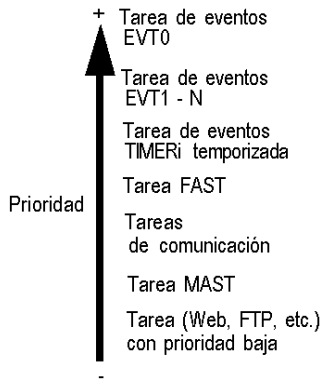 + Tarea de eventos
EVT0
Tarea de eventos
EVT1 - N
Tarea de eventos
TIMERi temporizada
Tarea FAST
Prioridad
Tareas
de comunicación
Tarea MAST
Tarea (Web, FTP, etc.)
con prioridad baja
-